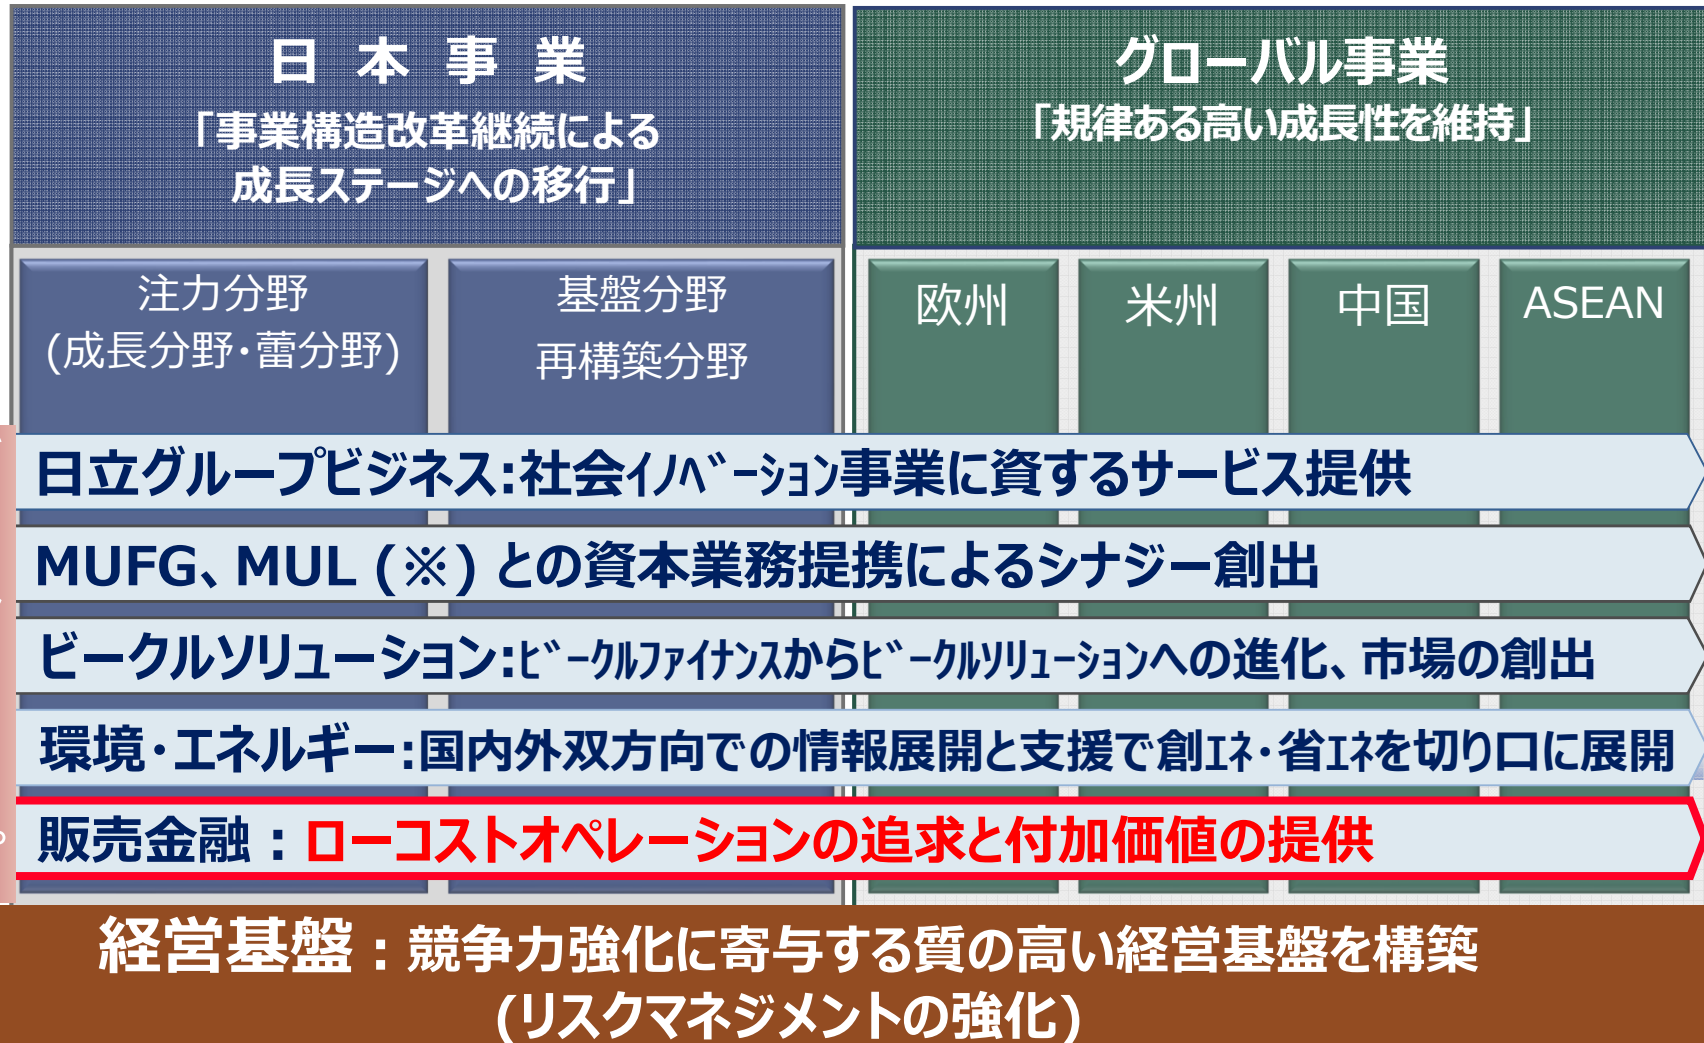 日 本 事 業
「事業構造改革継続による
成長ステージへの移行」
グローバル事業
「規律ある高い成長性を維持」
注力分野
(成長分野・蕾分野)
基盤分野
再構築分野
欧州
米州
中国
ASEAN
日立グループビジネス:社会ｲﾉﾍﾞｰｼｮﾝ事業に資するサービス提供
MUFG、MUL (※) との資本業務提携によるシナジー創出
ビークルソリューション:ﾋﾞｰｸﾙﾌｧｲﾅﾝｽからﾋﾞｰｸﾙｿﾘｭｰｼｮﾝへの進化、市場の創出
環境・エネルギー:国内外双方向での情報展開と支援で創ｴﾈ・省ｴﾈを切り口に展開
販売金融：ローコストオペレーションの追求と付加価値の提供
経営基盤：競争力強化に寄与する質の高い経営基盤を構築
(リスクマネジメントの強化)